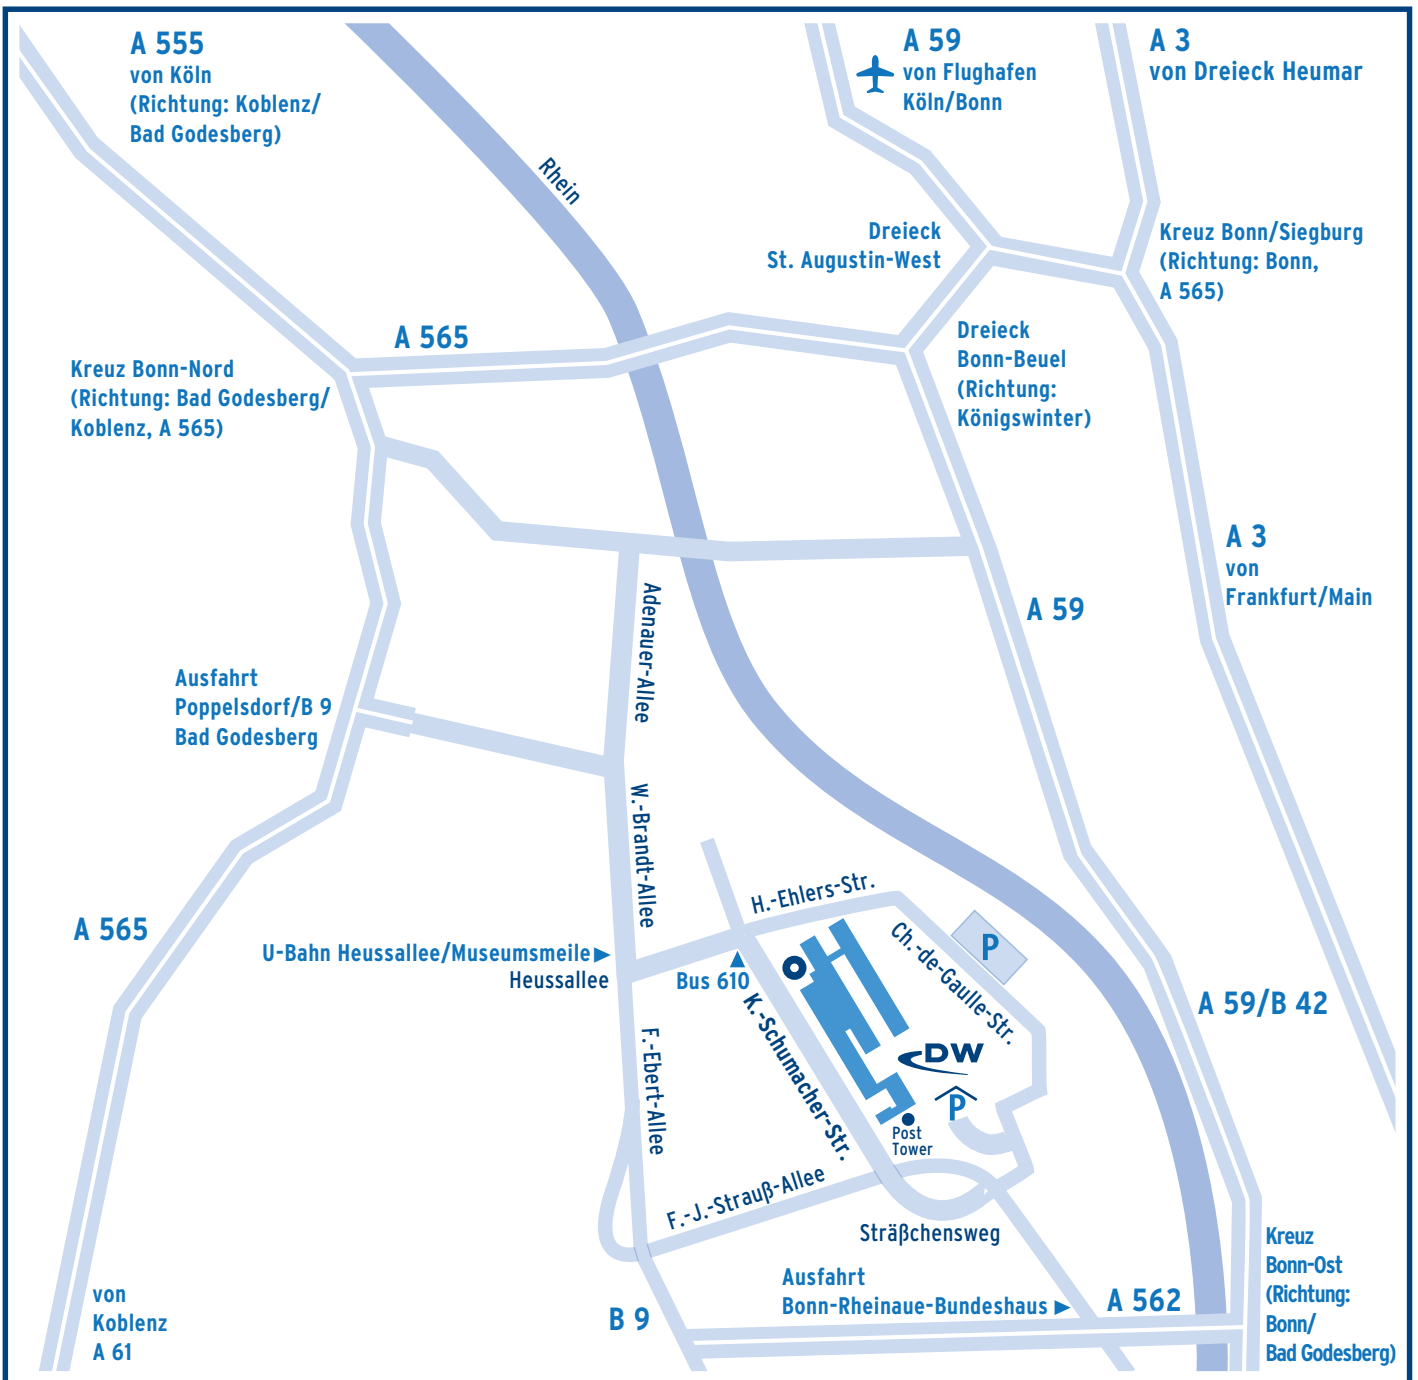 A 555
von Köln
(Richtung: Koblenz/
Bad Godesberg)
A 59
von Flughafen
Köln/Bonn
A 3
von Dreieck Heumar
Rhein
Dreieck
St. Augustin-West
Kreuz Bonn/Siegburg
(Richtung: Bonn,
A 565)
A 565
Dreieck
Bonn-Beuel
(Richtung:
Königswinter)
Kreuz Bonn-Nord
(Richtung: Bad Godesberg/
Koblenz, A 565)
A 3
von
Frankfurt/Main
A 59
Adenauer-Allee
Ausfahrt
Poppelsdorf/B 9
Bad Godesberg
W.-Brandt-Allee
H.-Ehlers-Str.
A 565
U-Bahn Heussallee/Museumsmeile
Heussallee
Bus 610
Ch.-de-Gaulle-Str.
P
K.-Schumacher-Str.
A 59/B 42
F.-Ebert-Allee
DW
P
Post
Tower
F.-J.-Strauß-Allee
Sträßchensweg
Kreuz
Bonn-Ost
(Richtung:
Bonn/
Bad Godesberg)
Ausfahrt
Bonn-Rheinaue-Bundeshaus
A 562
B 9
von
Koblenz
A 61